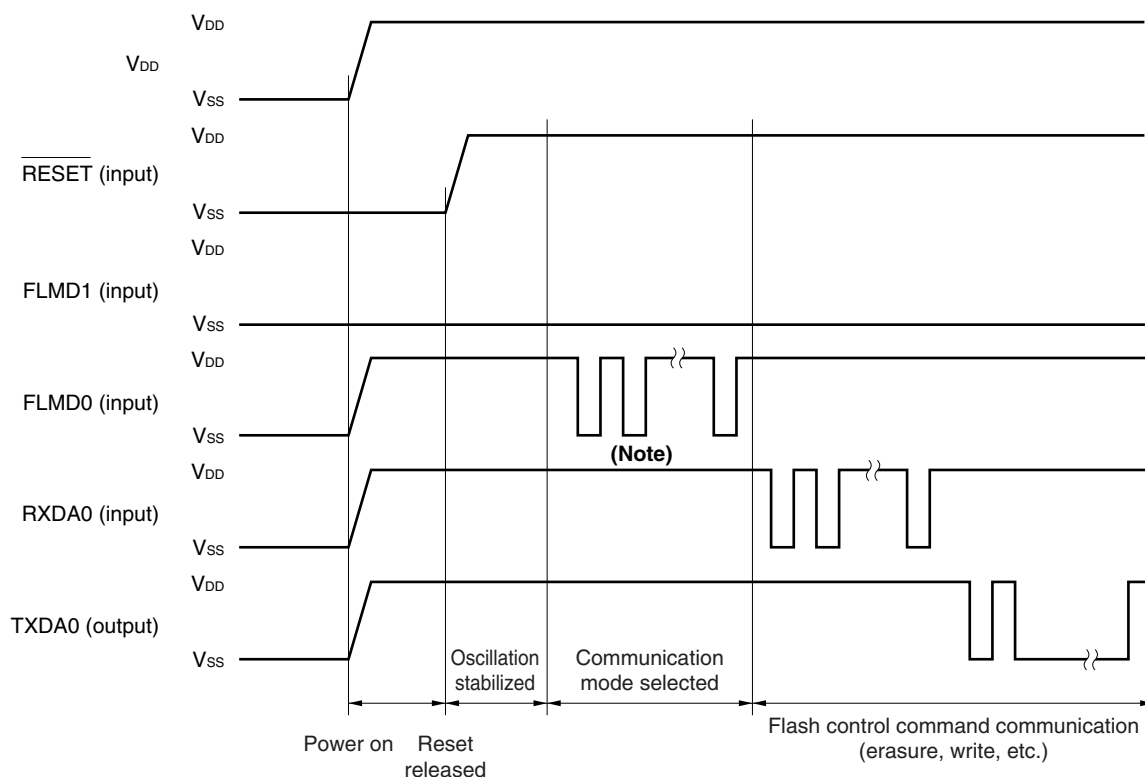 VDD
VDD
VSS
VDD
RESET (input)
VSS
VDD
FLMD1 (input)
VSS
VDD
FLMD0 (input)
VSS
(Note)
VDD
RXDA0 (input)
VSS
VDD
TXDA0 (output)
VSS
Oscillation
stabilized
Communication
mode selected
Power on
Reset
released
Flash control command communication
(erasure, write, etc.)